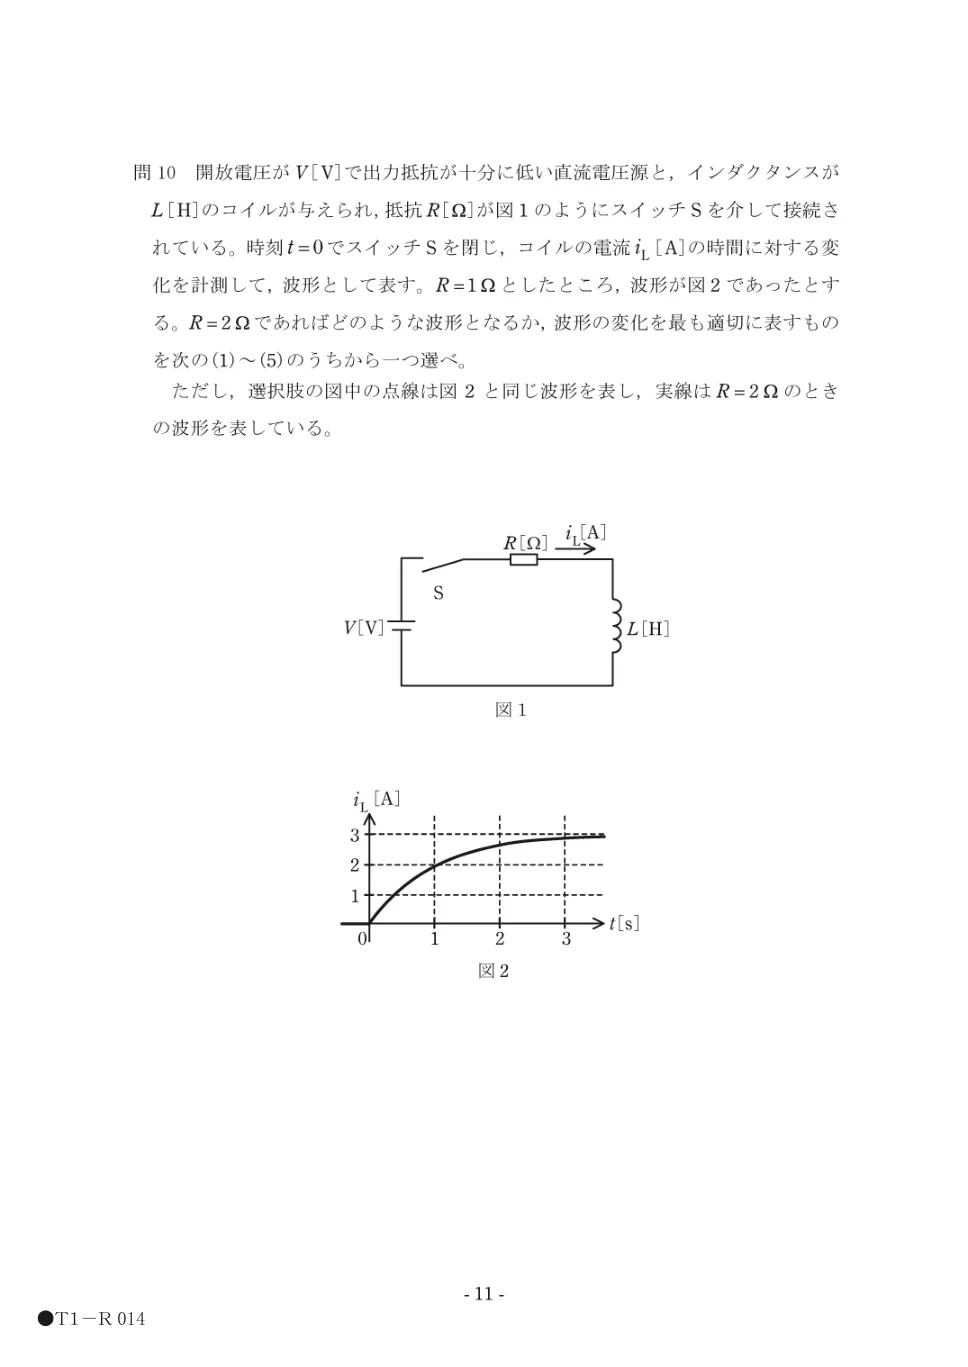 問 10　開放電圧が V[V]で出力抵抗が十分に低い直流電圧源と，インダクタンスが
L[H]のコイルが与えられ，抵抗 R[Ω]が図 1 のようにスイッチ S を介して接続さ
れている。時刻 t=0 でスイッチ S を閉じ，コイルの電流 iL [A]の時間に対する変
化を計測して，波形として表す。R=1 Ω としたところ，波形が図 2 であったとす
る。R=2 Ω であればどのような波形となるか，波形の変化を最も適切に表すもの
を次の(1)～(5)のうちから一つ選べ。
ただし，選択肢の図中の点線は図 2 と同じ波形を表し，実線は R=2 Ω のとき
の波形を表している。
R[Ω]
iL[A]
S
V[V]
L[H]
図 1
iL [A]
3
2
1
0
1
2
3
t[s]
図 2
- 11 -
●T1－R 014